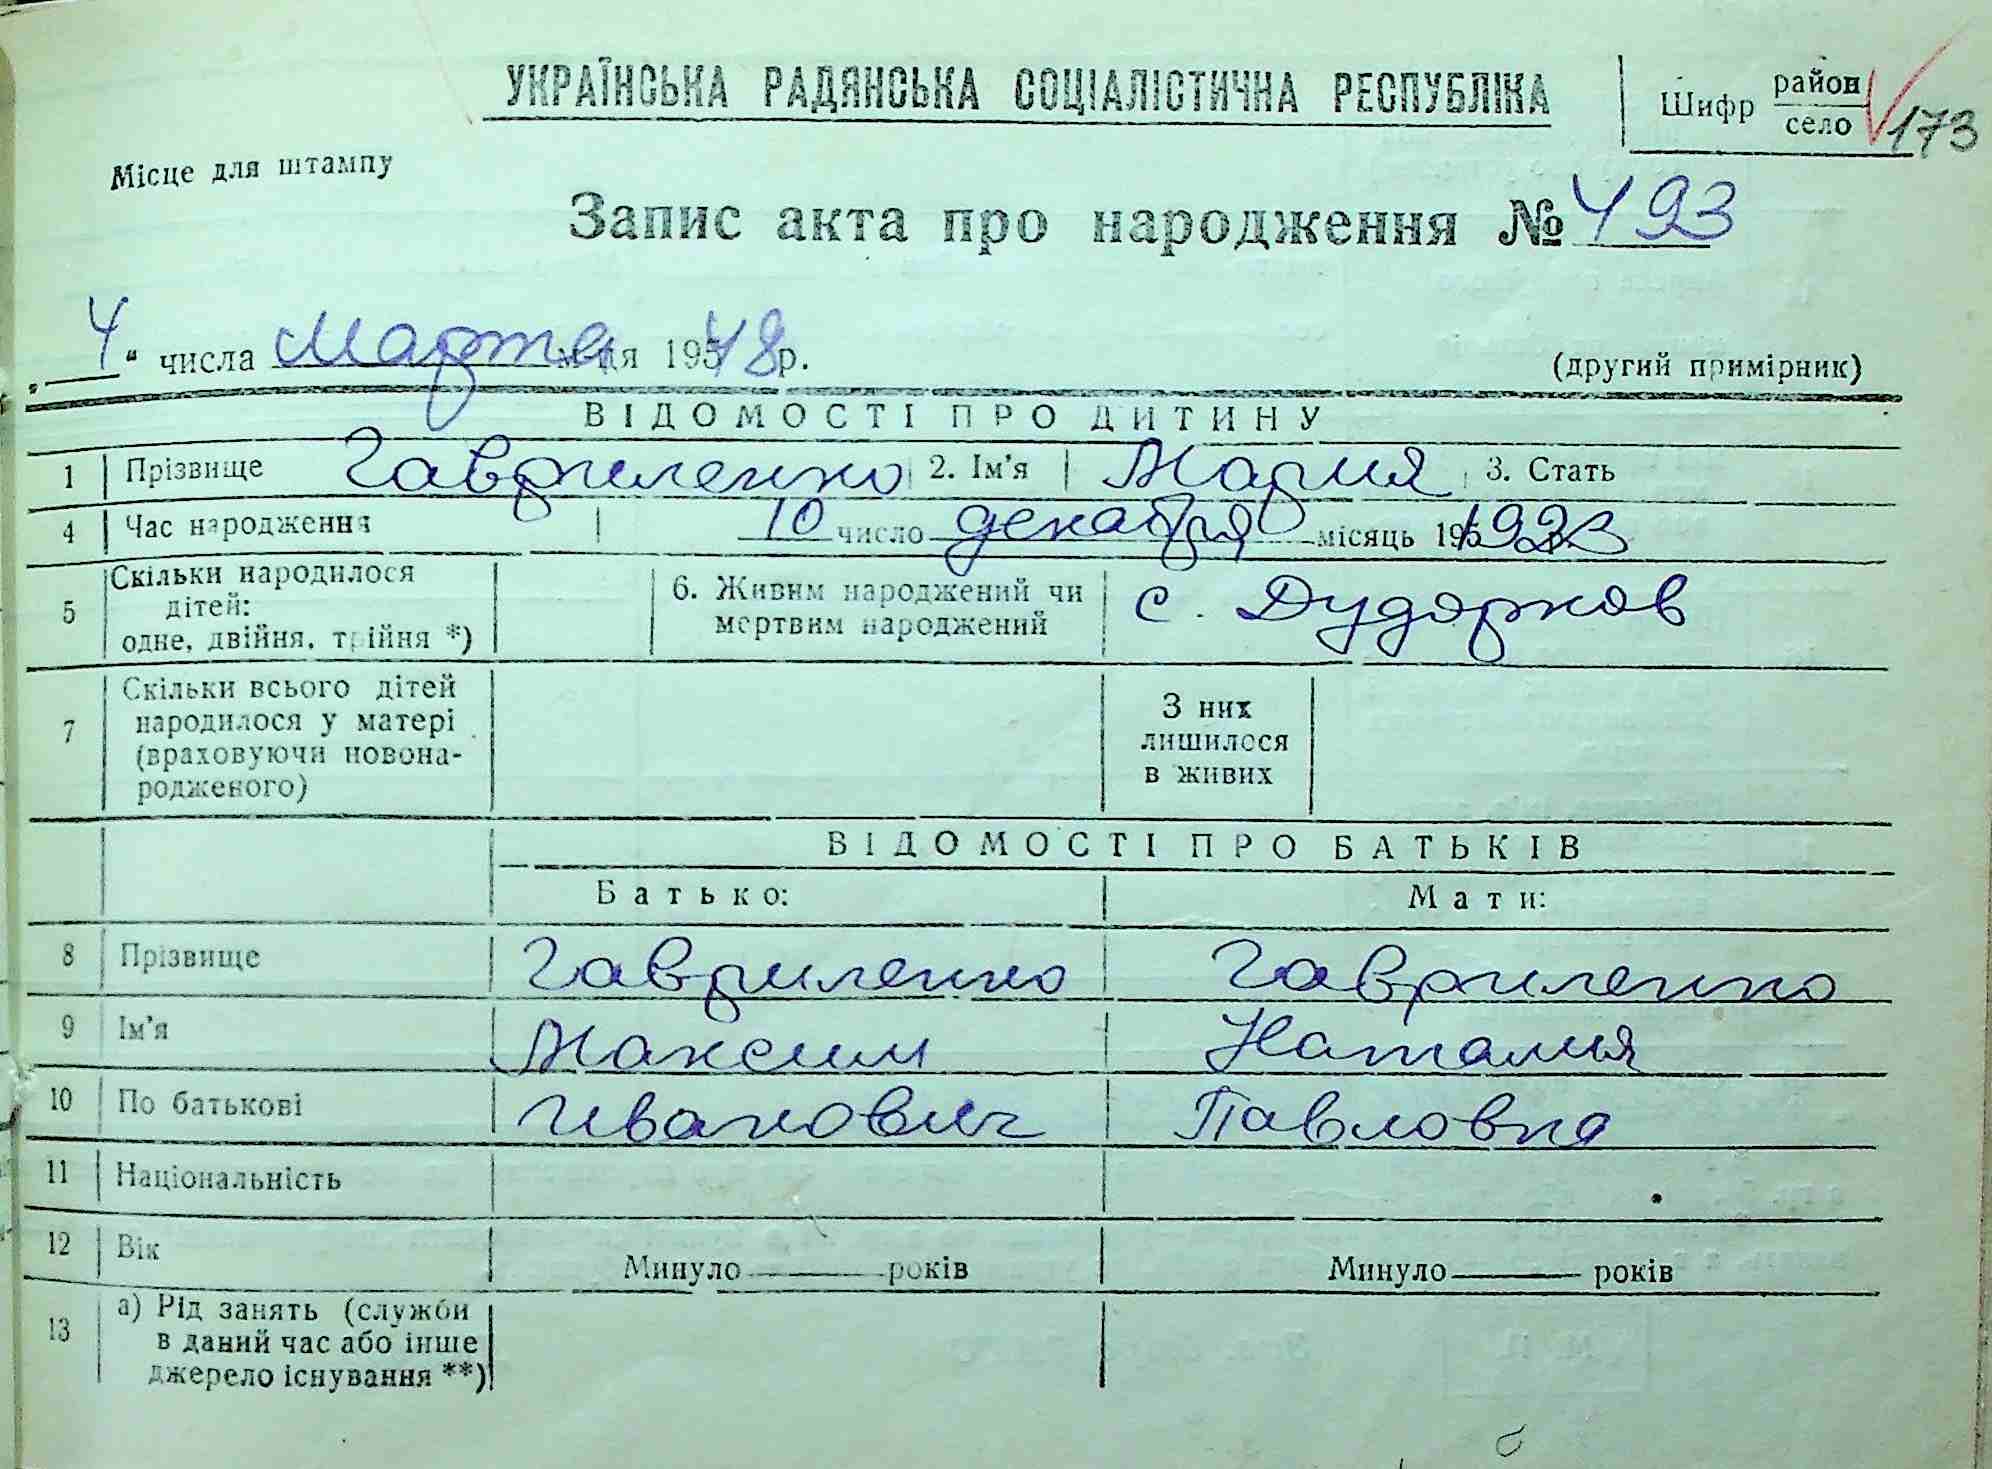 УКРАЇНСЬКА РАДЯНСЬКА СОЦІАЛІСТИЧНА РЕСПУБЛІКА
Шифр район село 173
Місце для штампу
Запис акта про народження № 493
„4" числа Марта м-ця 1948 р.
(другий примірник)
ВІДОМОСТІ ПРО ДИТИНУ
1 Прізвище Гавриленко 2. Ім'я Мария 3. Стать
4 Час народження 10 число декабря місяць 1923
5 Скільки народилося дітей: одне, двійня, трійня *) 6. Живим народжений чи мертвим народжений с. Дудорков
7 Скільки всього дітей народилося у матері (враховуючи новонародженого) З них лишилося в живих
ВІДОМОСТІ ПРО БАТЬКІВ
Батько: Мати:
8 Прізвище Гавриленко Гавриленко
9 Ім'я Максим Наталия
10 По батькові Иванович Павловна
11 Національність
12 Вік Минуло років Минуло років
13 а) Рід занять (служби в даний час або інше джерело існування **)